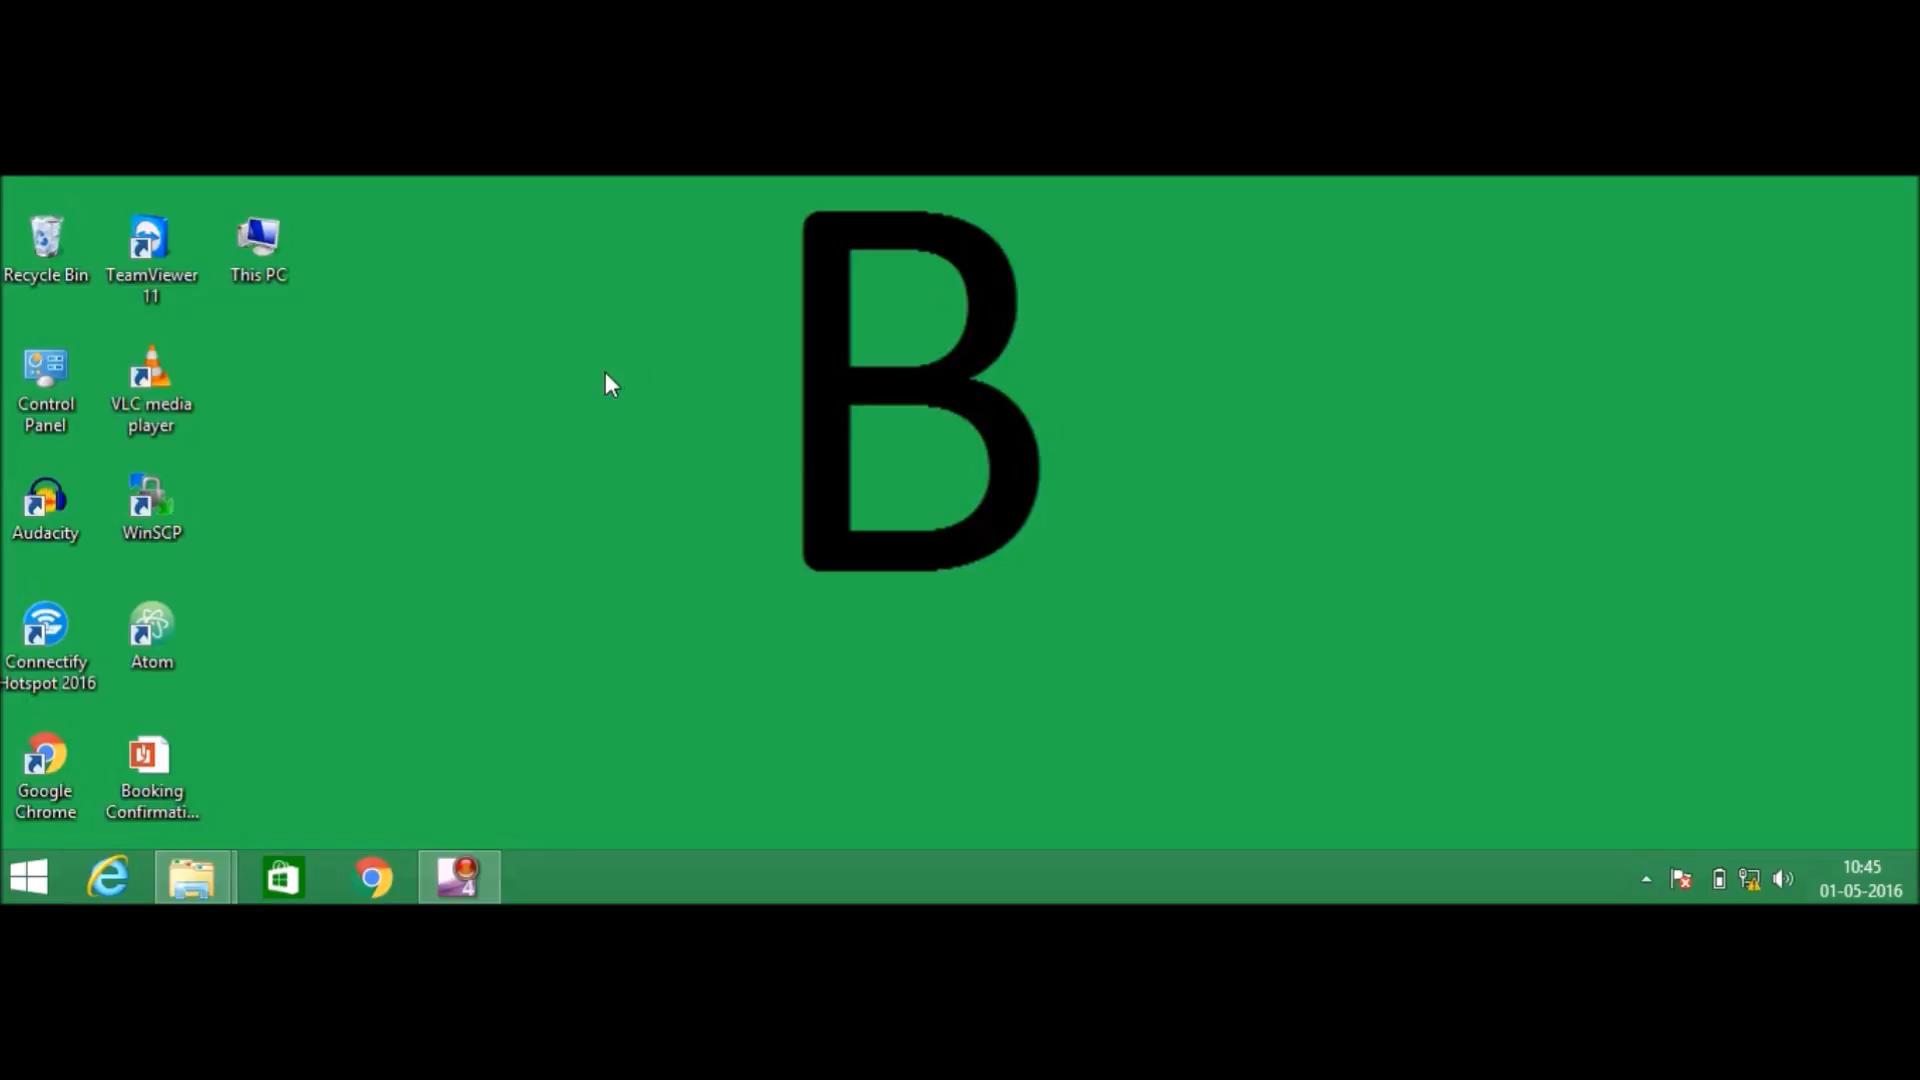 B
Recycle Bin
TeamViewer
11
This PC
Control
Panel
VLC media
player
Audacity
WinSCP
Connectify
Hotspot 2016
Atom
Google
Chrome
Booking
Confirmati...
4
10:45
01-05-2016